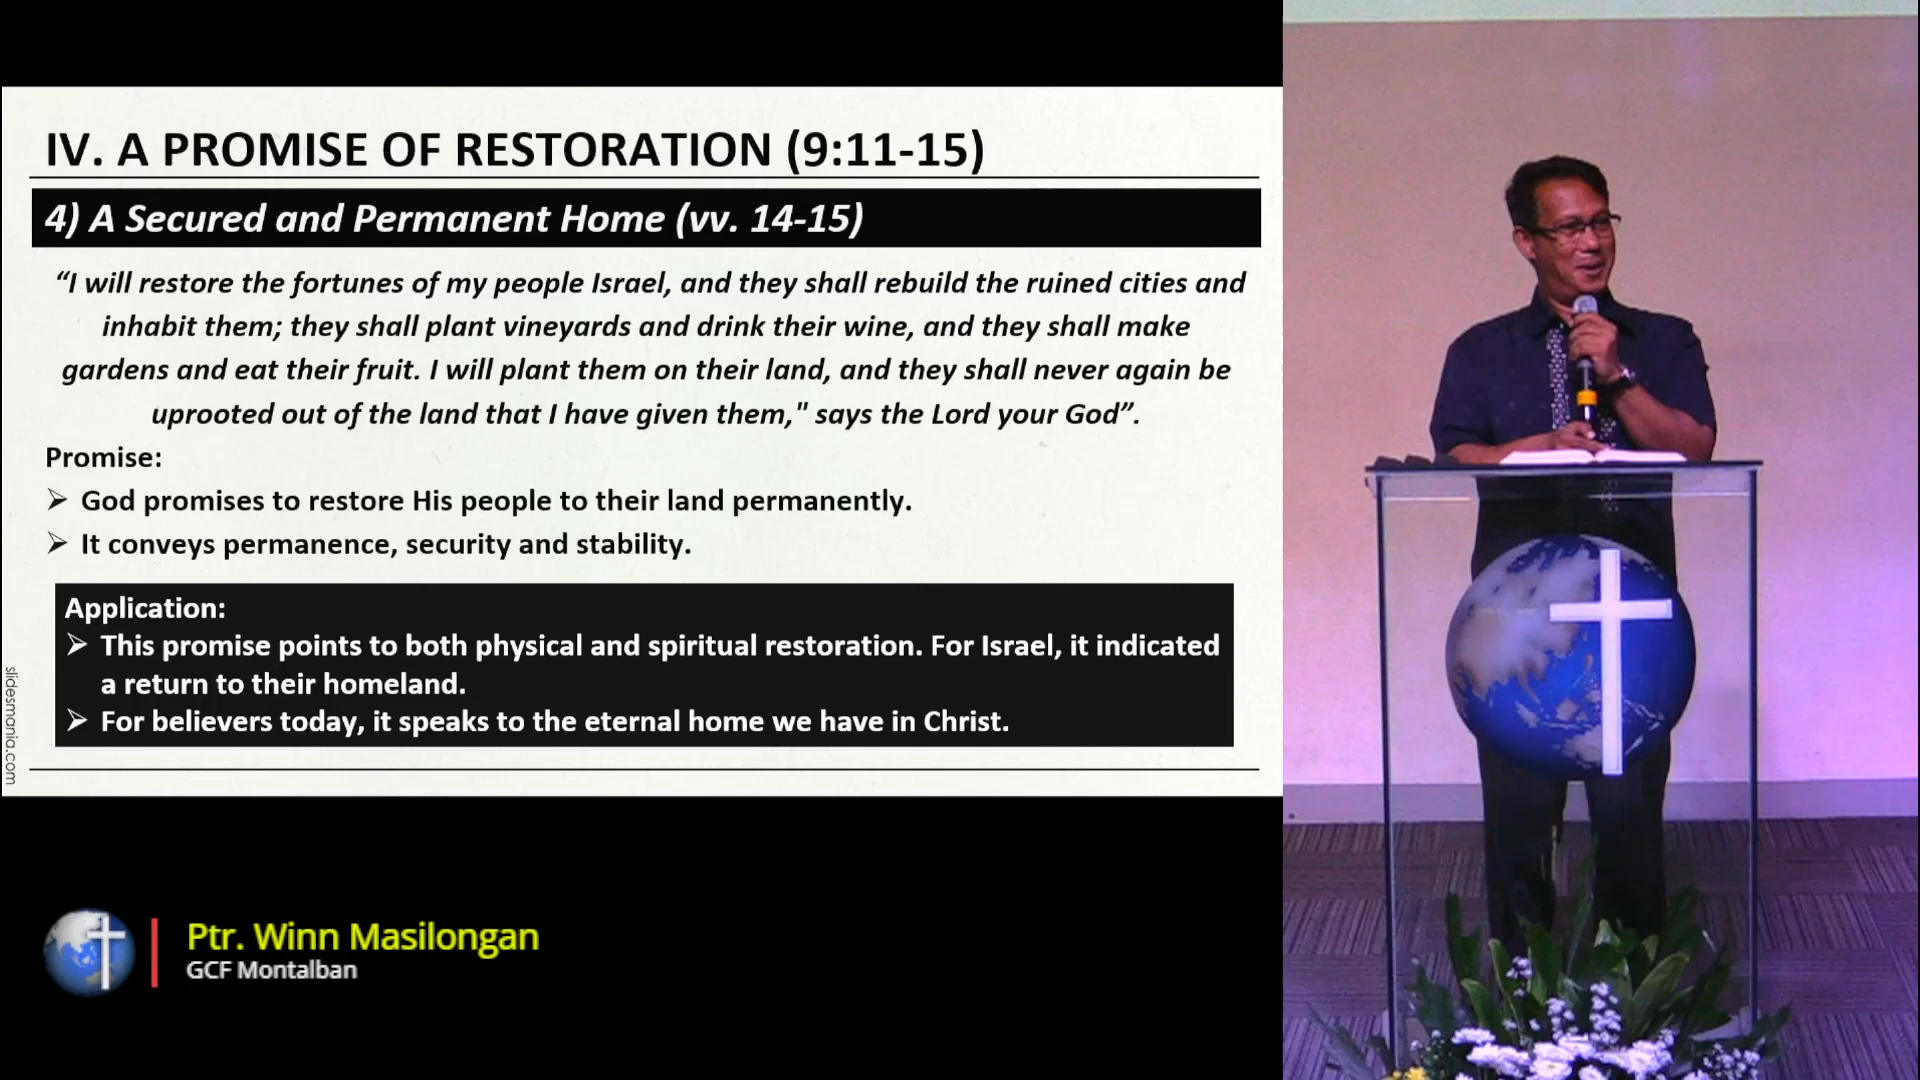 IV. A PROMISE OF RESTORATION (9:11-15)
4) A Secured and Permanent Home (vv. 14-15)
“I will restore the fortunes of my people Israel, and they shall rebuild the ruined cities and
inhabit them; they shall plant vineyards and drink their wine, and they shall make
gardens and eat their fruit. I will plant them on their land, and they shall never again be
uprooted out of the land that I have given them," says the Lord your God”.
Promise:
➢ God promises to restore His people to their land permanently.
➢ It conveys permanence, security and stability.
Application:
➢ This promise points to both physical and spiritual restoration. For Israel, it indicated
a return to their homeland.
➢ For believers today, it speaks to the eternal home we have in Christ.
slidesmania.com
Ptr. Winn Masilongan
GCF Montalban